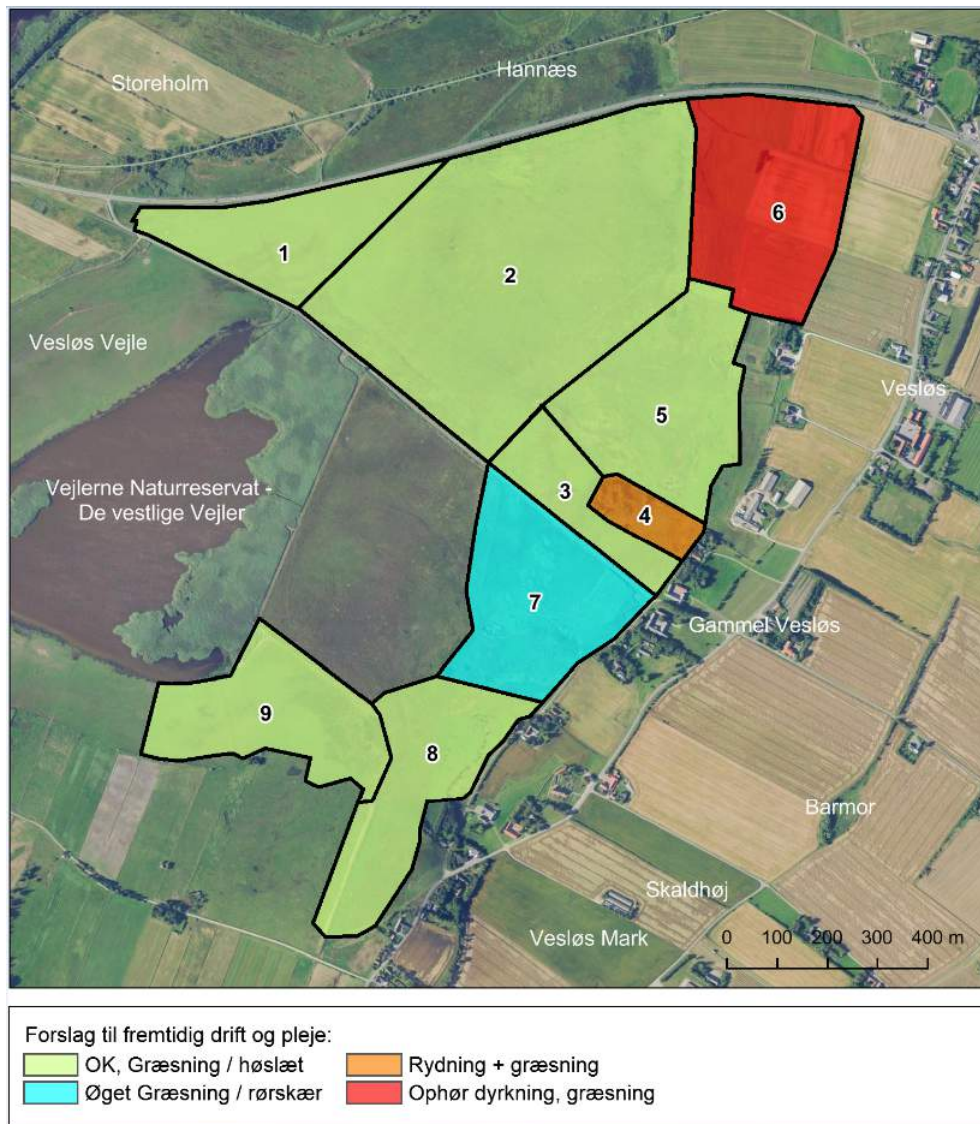 Hannæs
Storeholm
6
1
2
Vesløs Vejle
Vesløs
5
Vejlerne Naturreservat -
De vestlige Vejler
3
4
7
Gammel Vesløs
9
8
Barmor
Skaldhøj
Vesløs Mark
0 100 200 300 400 m
Forslag til fremtidig drift og pleje:
OK, Græsning / høslæt
Rydning + græsning
Øget Græsning / rørskær
Ophør dyrkning, græsning